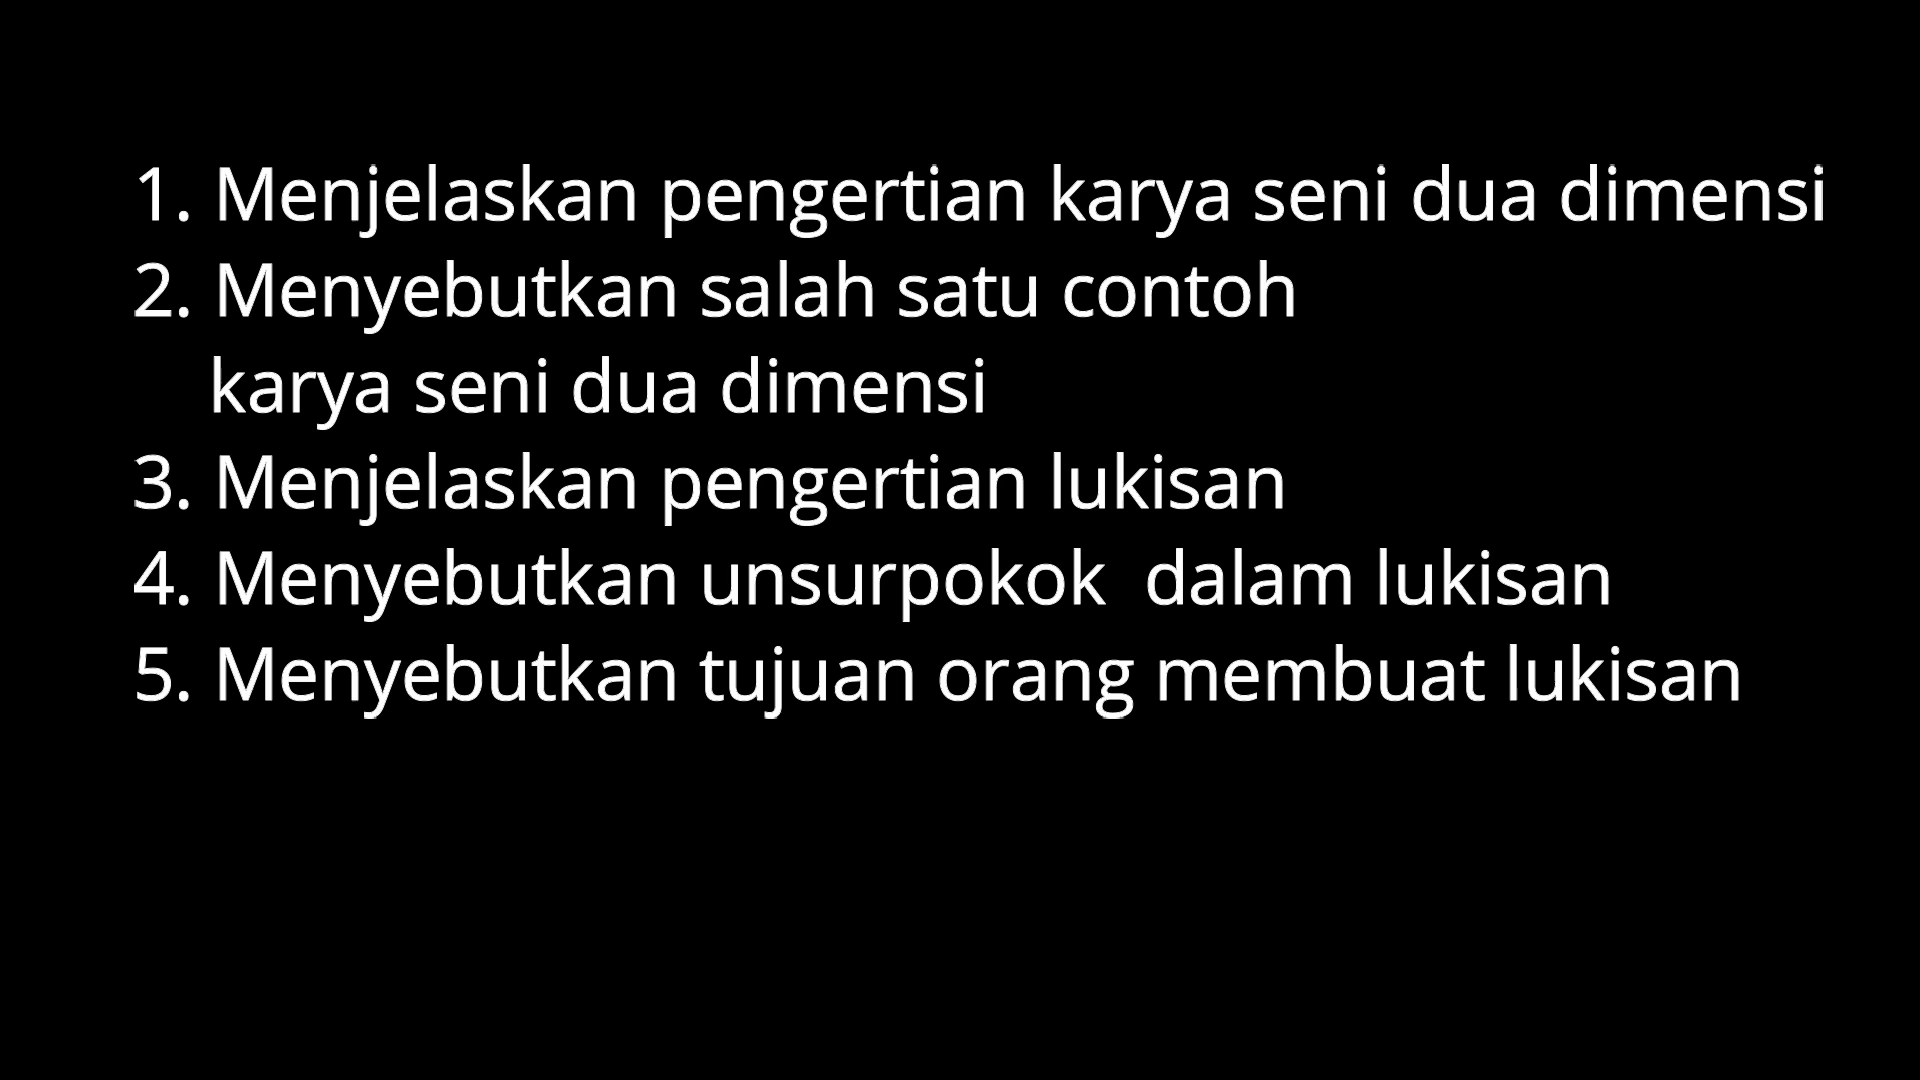 1. Menjelaskan pengertian karya seni dua dimensi
2. Menyebutkan salah satu contoh
karya seni dua dimensi
3. Menjelaskan pengertian lukisan
4. Menyebutkan unsurpokok  dalam lukisan
5. Menyebutkan tujuan orang membuat lukisan